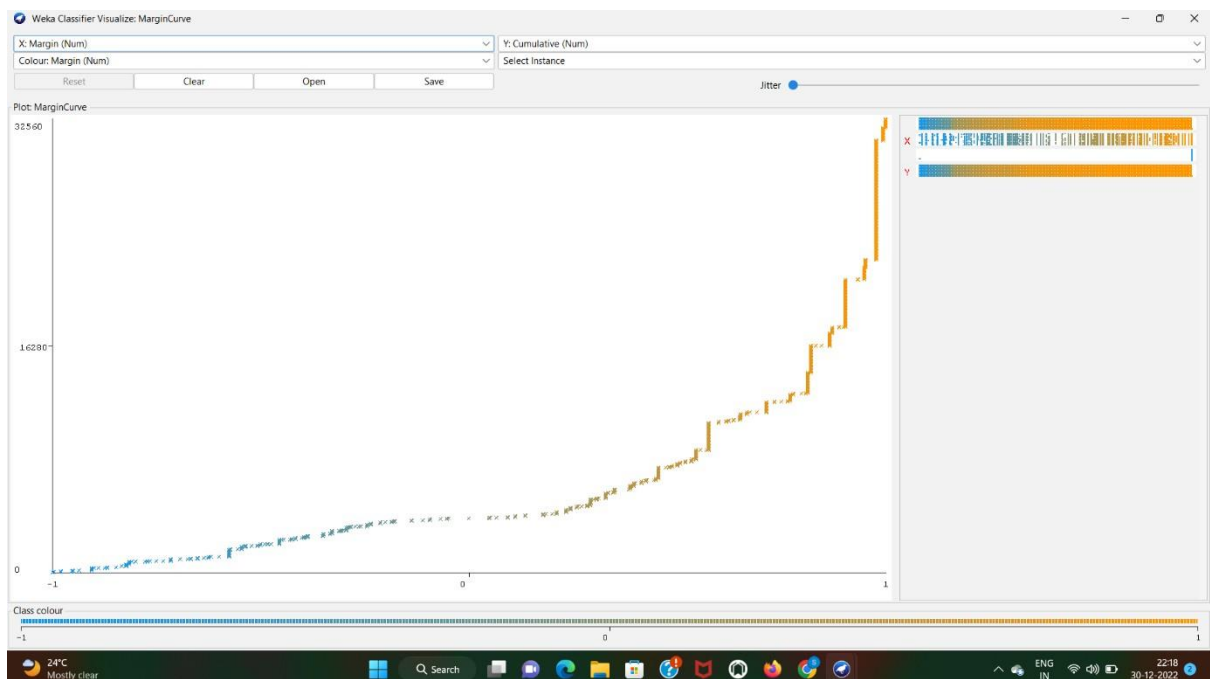 Weka Classifier Visualize: MarginCurve
X: Margin (Num)
Y: Cumulative (Num)
Colour: Margin (Num)
Select Instance
Reset
Clear
Open
Save
Jitter
Plot: MarginCurve
32560
16280
0
-1
0
1
X
Y
Class colour
-1
0
1
24°C
Mostly clear
Search
ENG
IN
22:18
30-12-2022
2